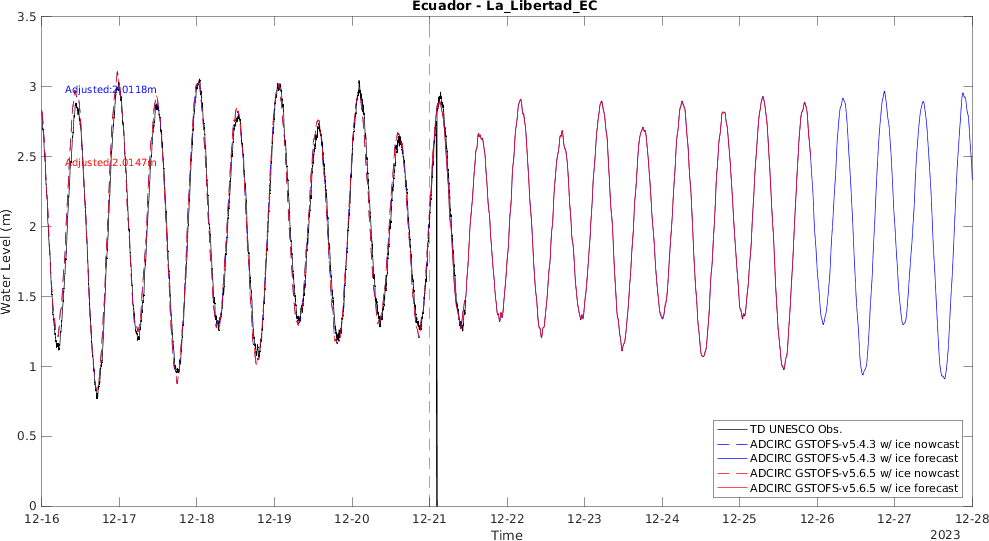 Ecuador - La_Libertad_EC
3.5
3
2.5
2
1.5
1
0.5
0
Water Level (m)
Adjusted:2.0118m
Adjusted:2.0147m
TD UNESCO Obs.
ADCIRC GSTOFS-v5.4.3 w/ ice nowcast
ADCIRC GSTOFS-v5.4.3 w/ ice forecast
ADCIRC GSTOFS-v5.6.5 w/ ice nowcast
ADCIRC GSTOFS-v5.6.5 w/ ice forecast
12-16 12-17 12-18 12-19 12-20 12-21 12-22 12-23 12-24 12-25 12-26 12-27 12-28
Time
2023